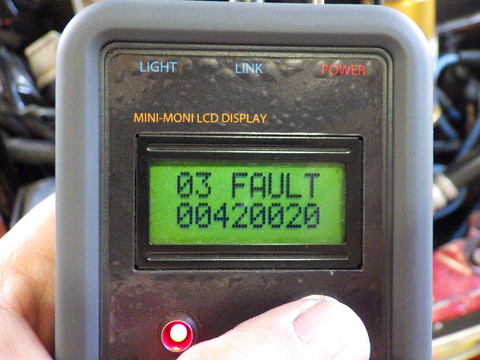 LIGHT LINK POWER
MINI-MONI LCD DISPLAY
03 FAULT
00420020